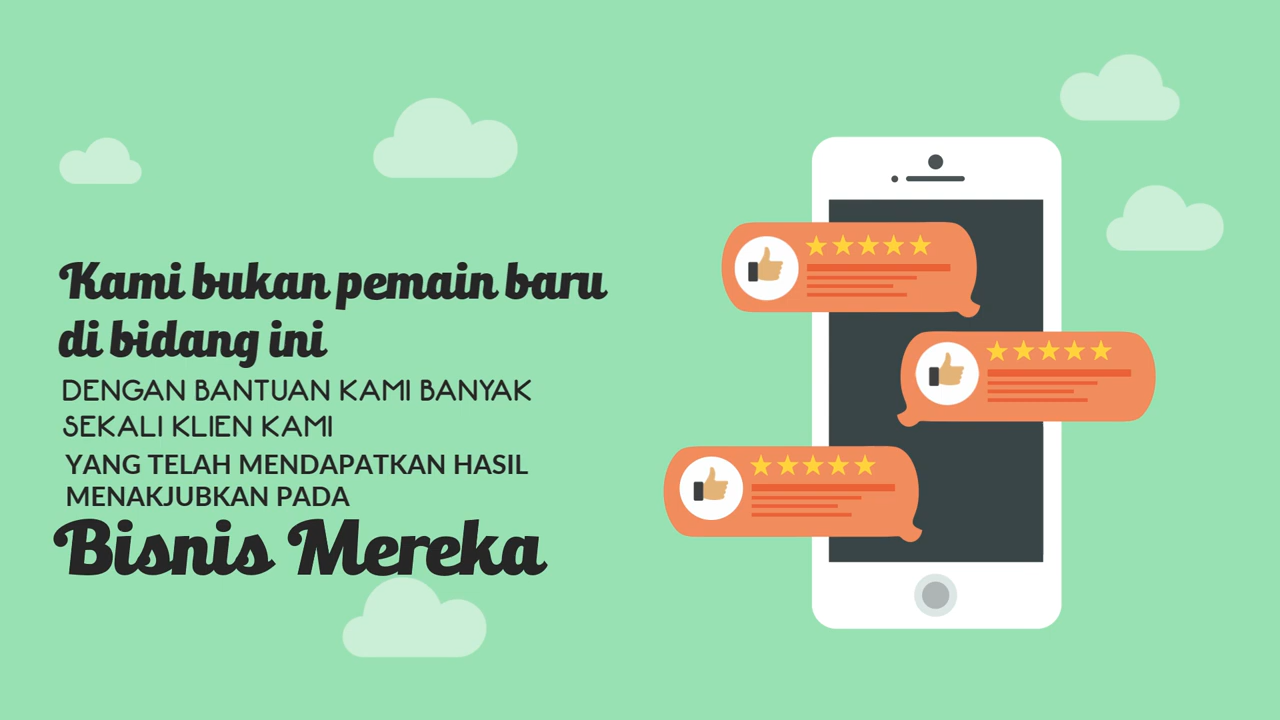 Kami bukan pemain baru
di bidang ini
DENGAN BANTUAN KAMI BANYAK
SEKALI KLIEN KAMI
YANG TELAH MENDAPATKAN HASIL
MENAKJUBKAN PADA
Bisnis Mereka